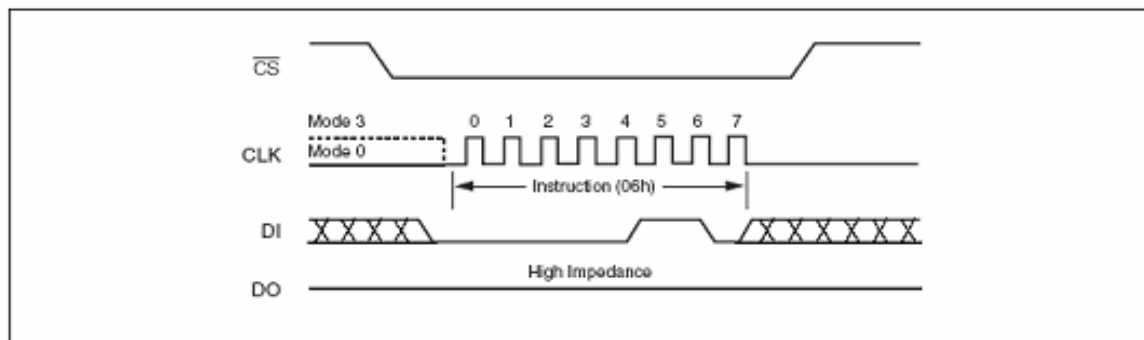 CS
Mode 3
0 1 2 3 4 5 6 7
CLK
Mode 0
Instruction (06h)
DI
High Impedance
DO